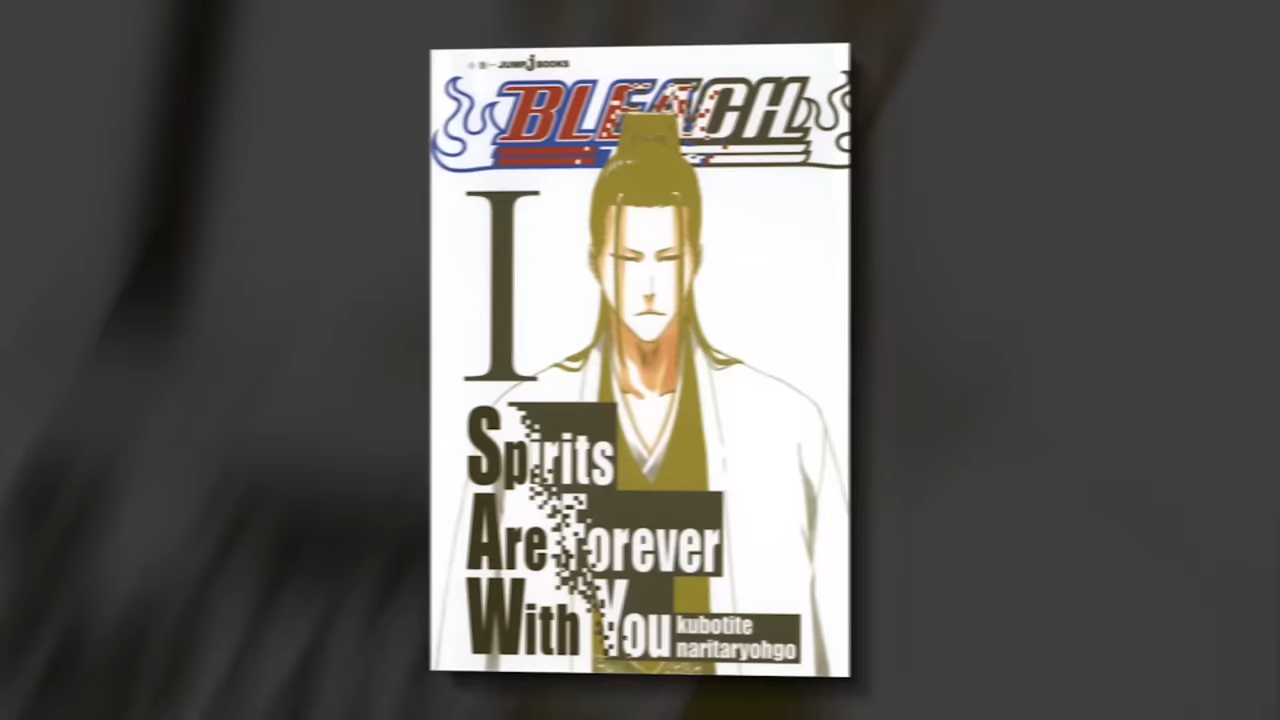 JUMP J BOOKS
BLEACH
I
Spirits
Are Forever
With You
kubotite
naritaryohgo